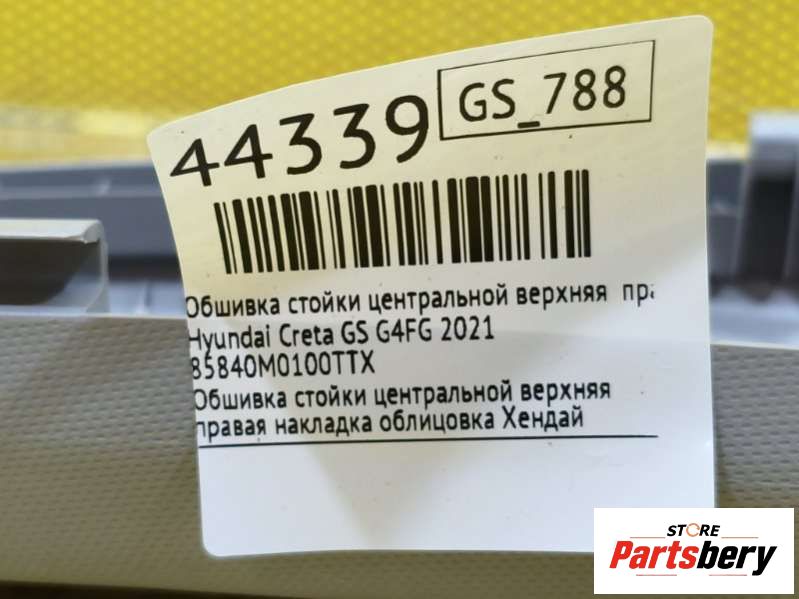 44339 GS_788
Обшивка стойки центральной верхняя пра
Hyundai Creta GS G4FG 2021
85840M0100TTX
Обшивка стойки центральной верхняя
правая накладка облицовка Хендай
STORE
Partsbery